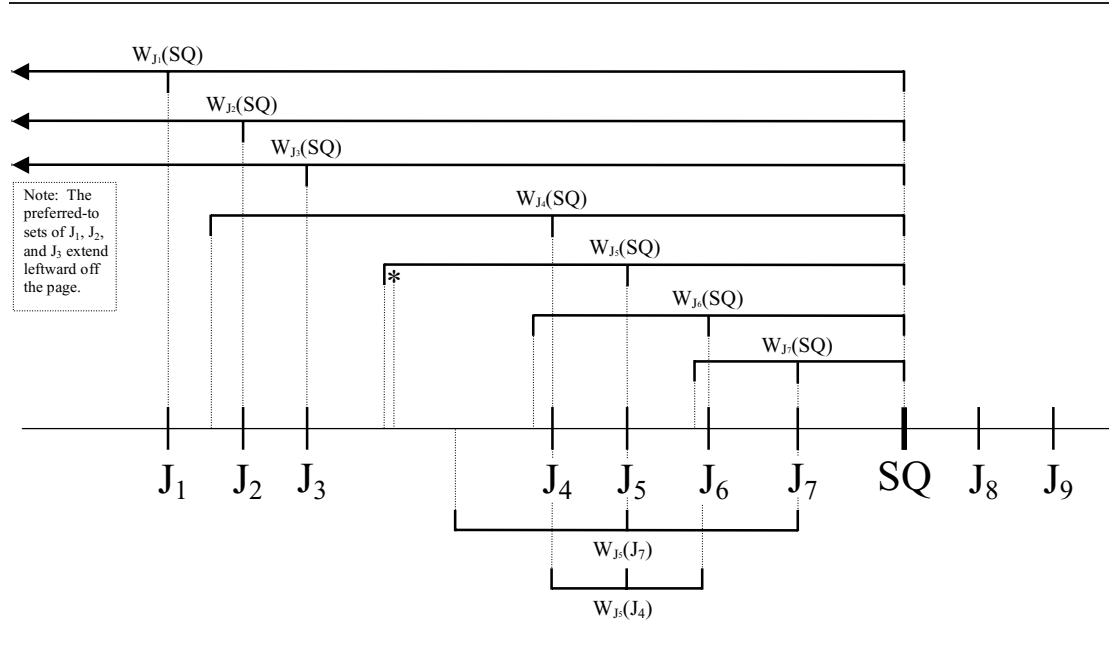 W_J₁(SQ)
W_J₂(SQ)
W_J₃(SQ)
Note: The
preferred-to
sets of J₁, J₂,
and J₃ extend
leftward off
the page.
W_J₄(SQ)
W_J₅(SQ)
*
W_J₆(SQ)
W_J₇(SQ)
J₁ J₂ J₃ J₄ J₅ J₆ J₇ SQ J₈ J₉
W_J₅(J₇)
W_J₅(J₄)